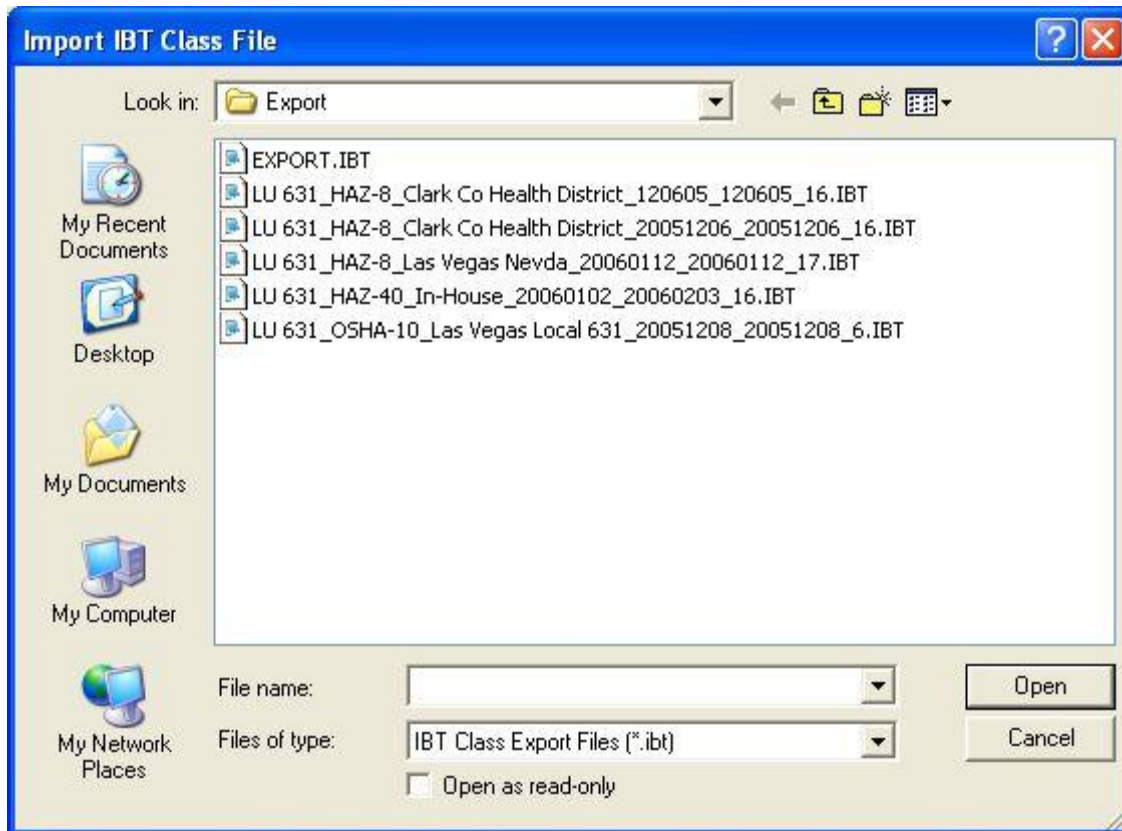 Import IBT Class File
Look in: Export
EXPORT.IBT
LU 631_HAZ-8_Clark Co Health District_120605_120605_16.IBT
LU 631_HAZ-8_Clark Co Health District_20051206_20051206_16.IBT
LU 631_HAZ-8_Las Vegas Nevda_20060112_20060112_17.IBT
LU 631_HAZ-40_In-House_20060102_20060203_16.IBT
LU 631_OSHA-10_Las Vegas Local 631_20051208_20051208_6.IBT
My Recent
Documents
Desktop
My Documents
My Computer
My Network
Places
File name:
Open
Files of type: IBT Class Export Files (*.ibt)
Cancel
Open as read-only